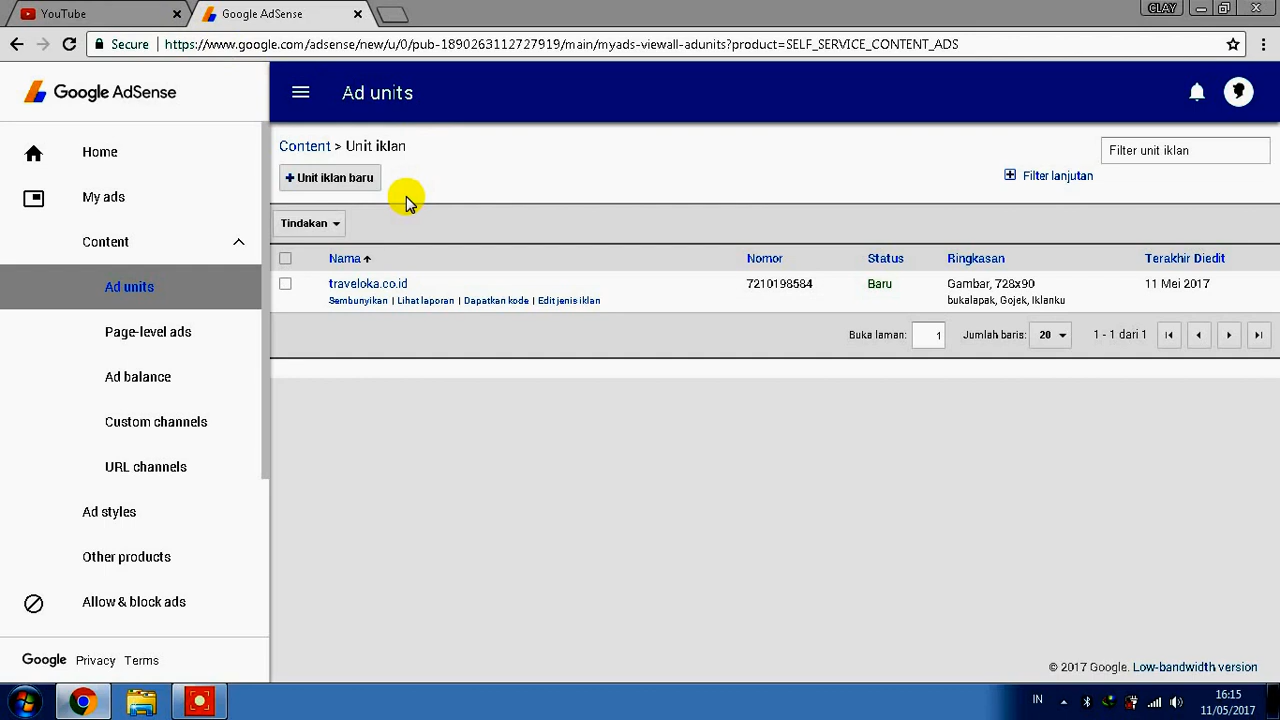 YouTube
Google AdSense
CLAY
Secure
https://www.google.com/adsense/new/u/0/pub-1890263112727919/main/myads-viewall-adunits?product=SELF_SERVICE_CONTENT_ADS
Google AdSense
Ad units
Home
My ads
Content
Ad units
Page-level ads
Ad balance
Custom channels
URL channels
Ad styles
Other products
Allow & block ads
Google Privacy Terms
Content > Unit iklan
Filter unit iklan
+ Unit iklan baru
Filter lanjutan
Tindakan
Nama Nomor Status Ringkasan Terakhir Diedit
traveloka.co.id 7210198584 Baru Gambar, 728x90 11 Mei 2017
Sembunyikan | Lihat laporan | Dapatkan kode | Edit jenis iklan bukalapak, Gojek, Iklanku
Buka laman: 1 Jumlah baris: 20 1 - 1 dari 1
© 2017 Google. Low-bandwidth version
IN
16:15
11/05/2017